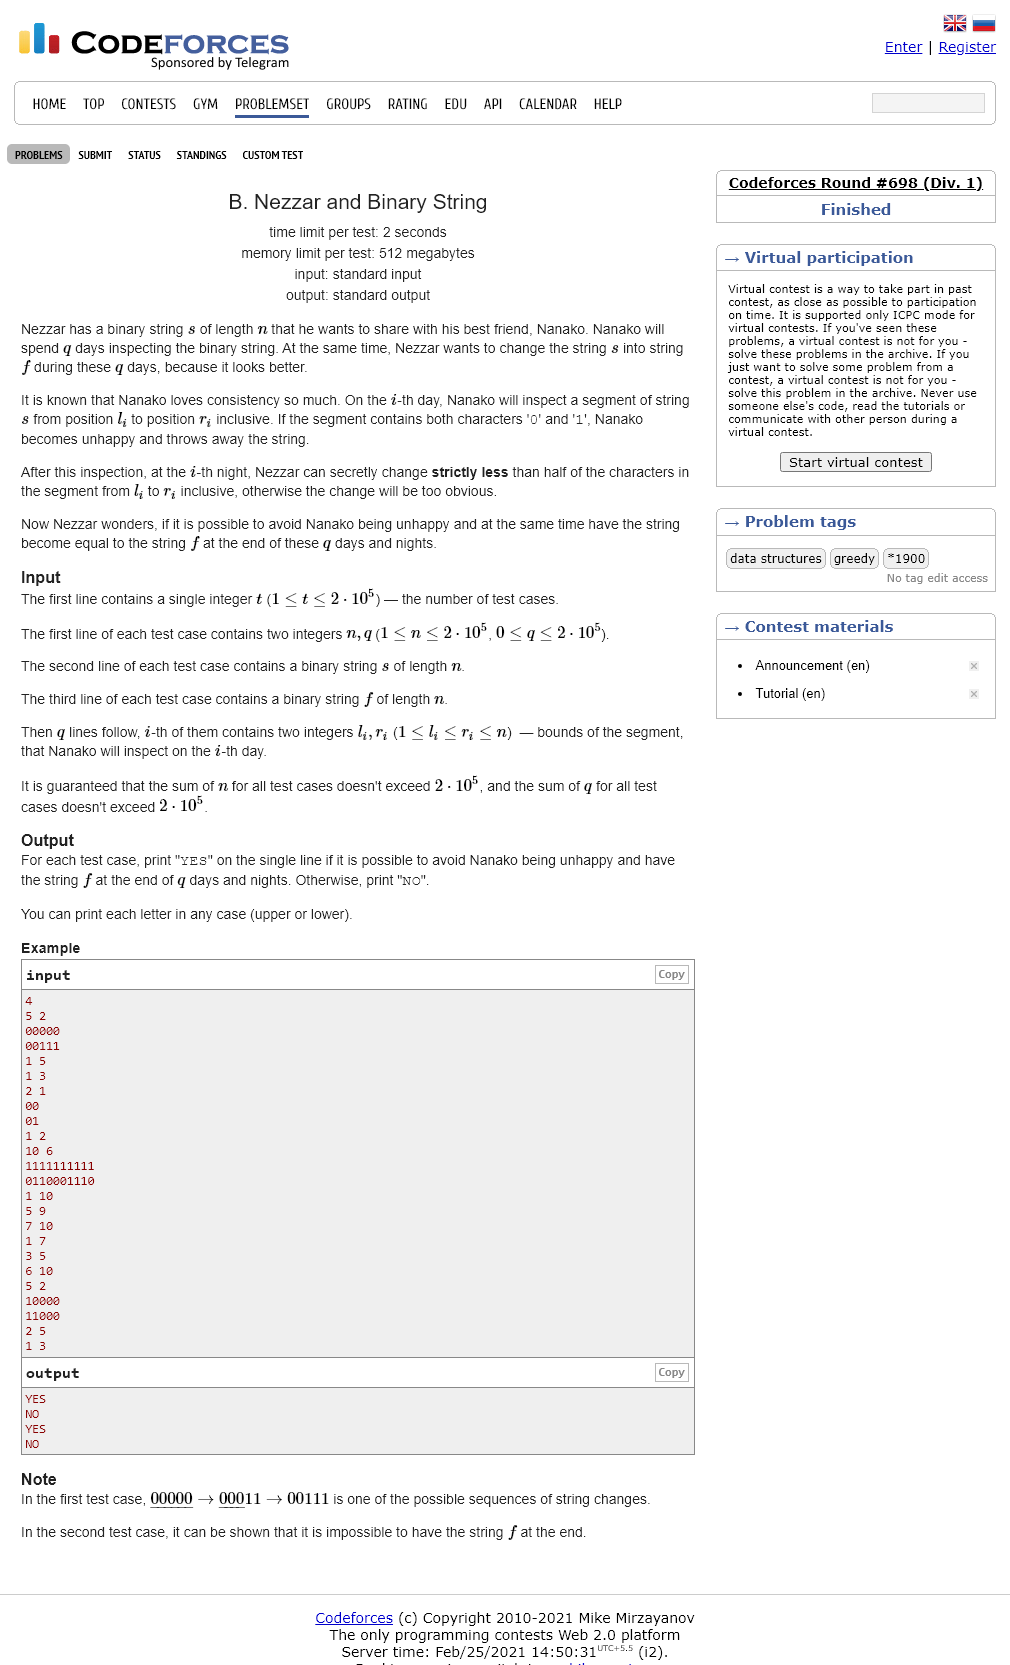 CODEFORCES
Sponsored by Telegram
Enter | Register
HOME TOP CONTESTS GYM PROBLEMSET GROUPS RATING EDU API CALENDAR HELP
PROBLEMS SUBMIT STATUS STANDINGS CUSTOM TEST
B. Nezzar and Binary String
time limit per test: 2 seconds
memory limit per test: 512 megabytes
input: standard input
output: standard output
Nezzar has a binary string s of length n that he wants to share with his best friend, Nanako. Nanako will
spend q days inspecting the binary string. At the same time, Nezzar wants to change the string s into string
f during these q days, because it looks better.
It is known that Nanako loves consistency so much. On the i-th day, Nanako will inspect a segment of string
s from position l_i to position r_i inclusive. If the segment contains both characters '0' and '1', Nanako
becomes unhappy and throws away the string.
After this inspection, at the i-th night, Nezzar can secretly change strictly less than half of the characters in
the segment from l_i to r_i inclusive, otherwise the change will be too obvious.
Now Nezzar wonders, if it is possible to avoid Nanako being unhappy and at the same time have the string
become equal to the string f at the end of these q days and nights.
Input
The first line contains a single integer t (1 ≤ t ≤ 2 · 10^5) — the number of test cases.
The first line of each test case contains two integers n, q (1 ≤ n ≤ 2 · 10^5, 0 ≤ q ≤ 2 · 10^5).
The second line of each test case contains a binary string s of length n.
The third line of each test case contains a binary string f of length n.
Then q lines follow, i-th of them contains two integers l_i, r_i (1 ≤ l_i ≤ r_i ≤ n) — bounds of the segment,
that Nanako will inspect on the i-th day.
It is guaranteed that the sum of n for all test cases doesn't exceed 2 · 10^5, and the sum of q for all test
cases doesn't exceed 2 · 10^5.
Output
For each test case, print "YES" on the single line if it is possible to avoid Nanako being unhappy and have
the string f at the end of q days and nights. Otherwise, print "NO".
You can print each letter in any case (upper or lower).
Example
input Copy
4
5 2
00000
00111
1 5
1 3
2 1
00
01
1 2
10 6
1111111111
0110001110
1 10
5 9
7 10
1 7
3 5
6 10
5 2
10000
11000
2 5
1 3
output Copy
YES
NO
YES
NO
Note
In the first test case, 00000 → 00011 → 00111 is one of the possible sequences of string changes.
In the second test case, it can be shown that it is impossible to have the string f at the end.
Codeforces Round #698 (Div. 1)
Finished
→ Virtual participation
Virtual contest is a way to take part in past
contest, as close as possible to participation
on time. It is supported only ICPC mode for
virtual contests. If you've seen these
problems, a virtual contest is not for you -
solve these problems in the archive. If you
just want to solve some problem from a
contest, a virtual contest is not for you -
solve this problem in the archive. Never use
someone else's code, read the tutorials or
communicate with other person during a
virtual contest.
Start virtual contest
→ Problem tags
data structures greedy *1900
No tag edit access
→ Contest materials
• Announcement (en)
• Tutorial (en)
Codeforces (c) Copyright 2010-2021 Mike Mirzayanov
The only programming contests Web 2.0 platform
Server time: Feb/25/2021 14:50:31 UTC+5.5 (i2).